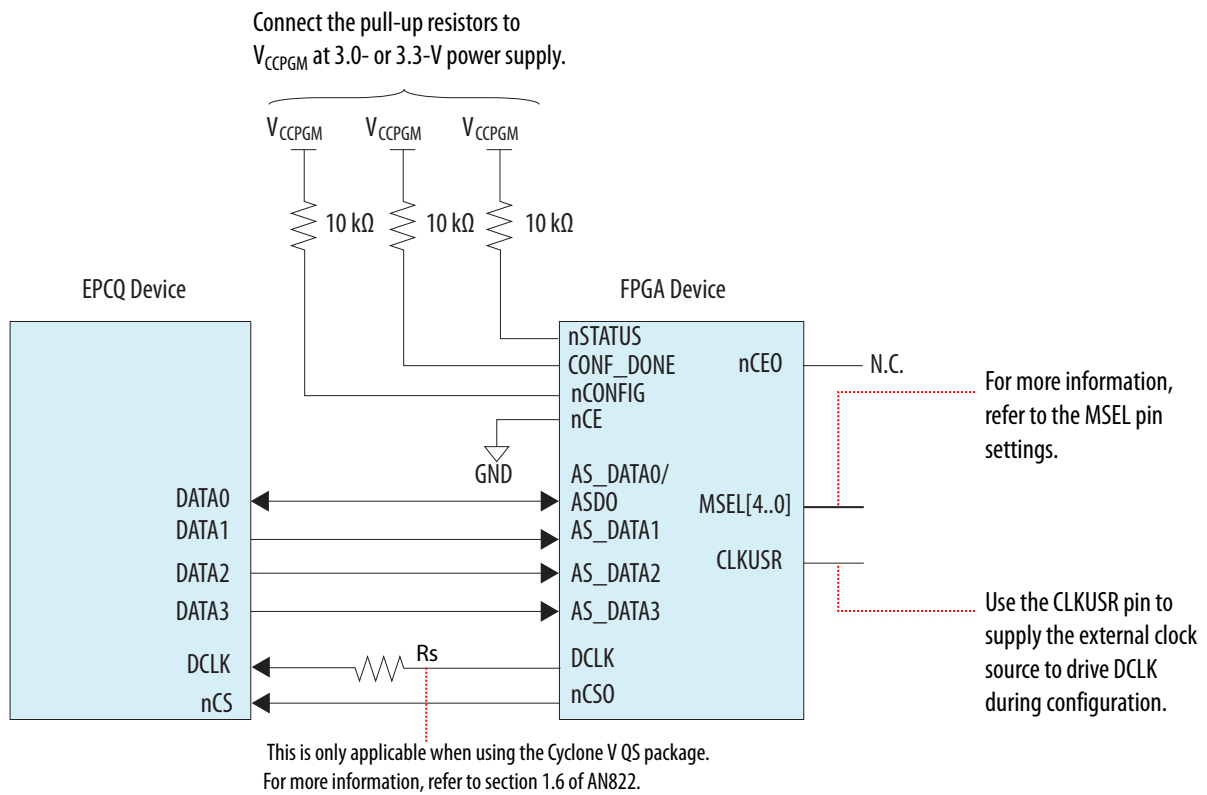 Connect the pull-up resistors to
VCCPGM at 3.0- or 3.3-V power supply.
VCCPGM VCCPGM VCCPGM
10 kΩ 10 kΩ 10 kΩ
EPCQ Device
FPGA Device
nSTATUS
CONF_DONE
nCONFIG
nCE
GND
nCEO
N.C.
For more information,
refer to the MSEL pin
settings.
DATA0
DATA1
DATA2
DATA3
DCLK
nCS
AS_DATA0/
ASDO
AS_DATA1
AS_DATA2
AS_DATA3
DCLK
nCSO
MSEL[4..0]
CLKUSR
Rs
Use the CLKUSR pin to
supply the external clock
source to drive DCLK
during configuration.
This is only applicable when using the Cyclone V QS package.
For more information, refer to section 1.6 of AN822.